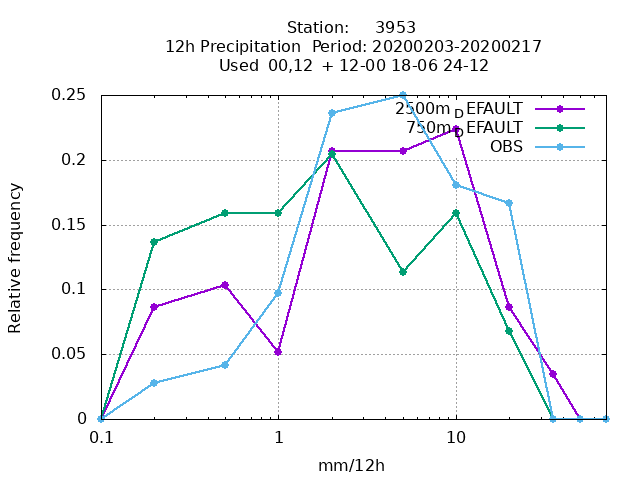 Station: 3953
12h Precipitation Period: 20200203-20200217
Used 00,12 + 12-00 18-06 24-12
2500m_DEFAULT
750m_DEFAULT
OBS
0.25
0.2
0.15
0.1
0.05
0
Relative frequency
0.1 1 10
mm/12h